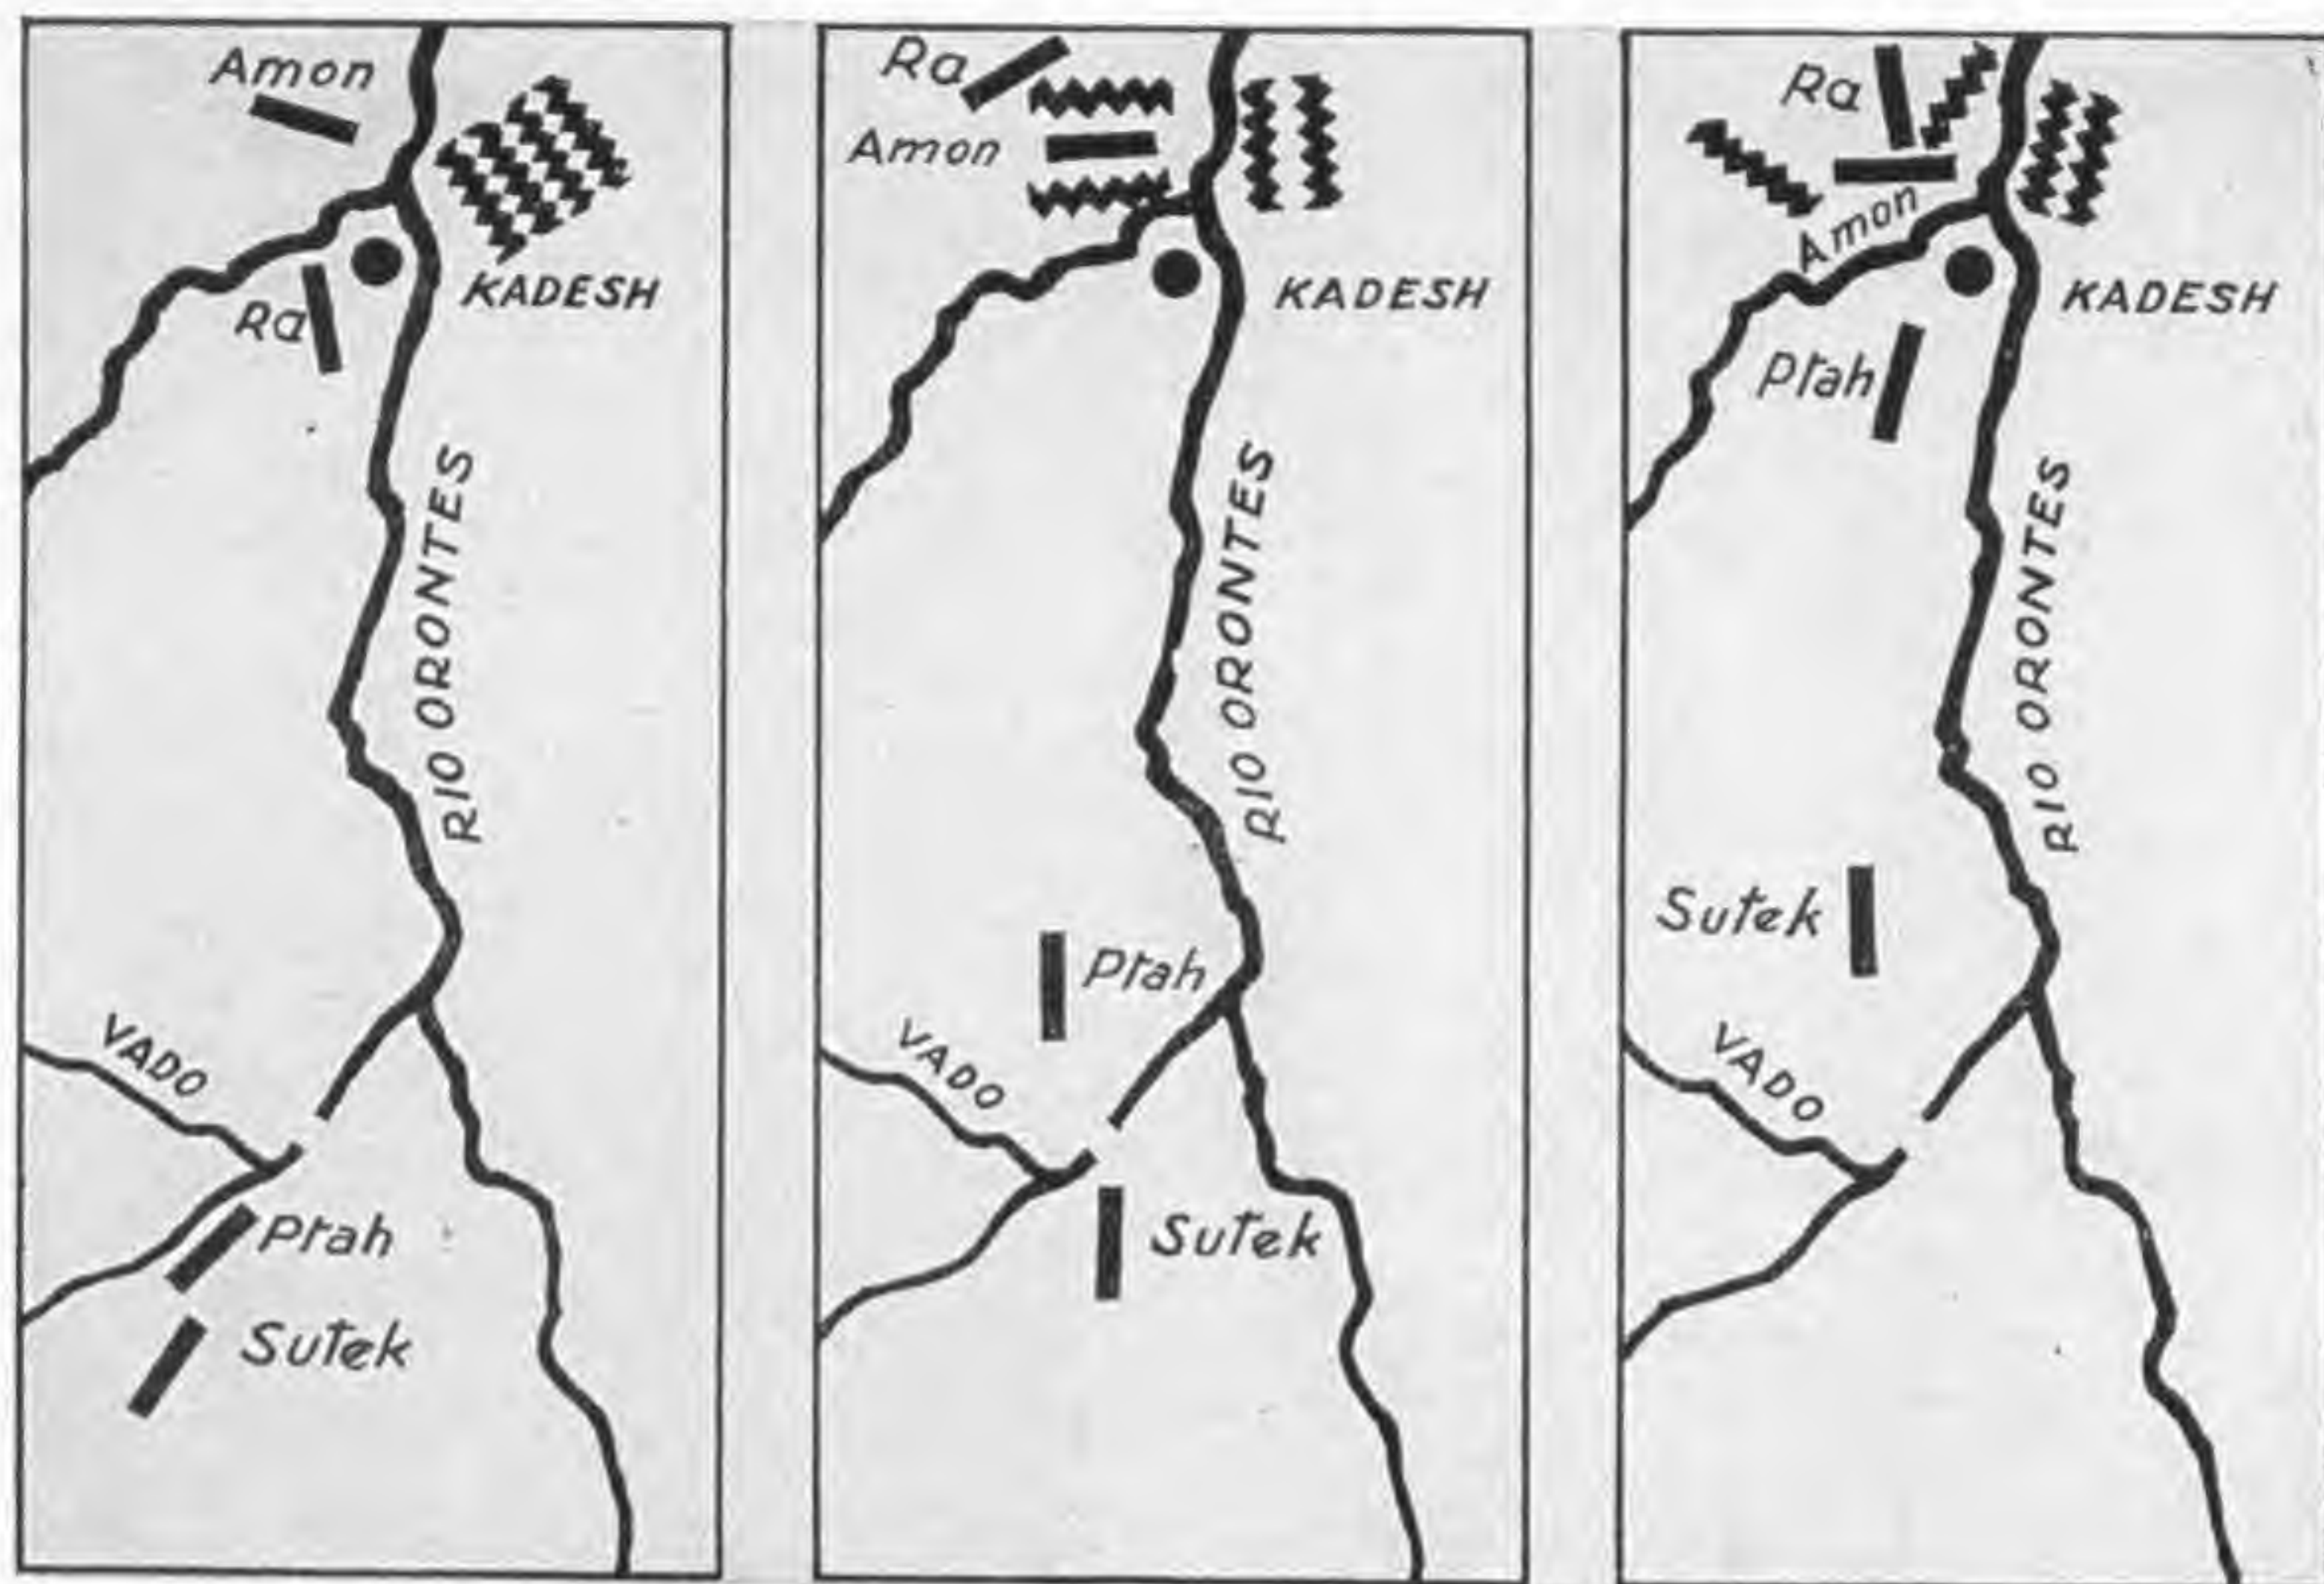 Amon
Ra
KADESH
RIO ORONTES
VADO
Ptah
Sutek
Ra
Amon
KADESH
RIO ORONTES
Ptah
VADO
Sutek
Ra
Amon
KADESH
Ptah
RIO ORONTES
Sutek
VADO